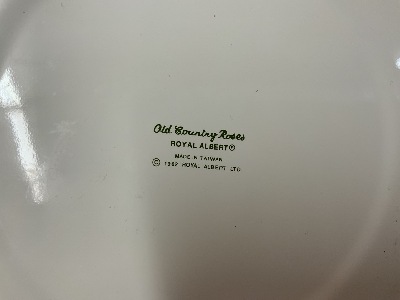 Old Country Roses
ROYAL ALBERT®
MADE IN TAIWAN
© 1962 ROYAL ALBERT LTD